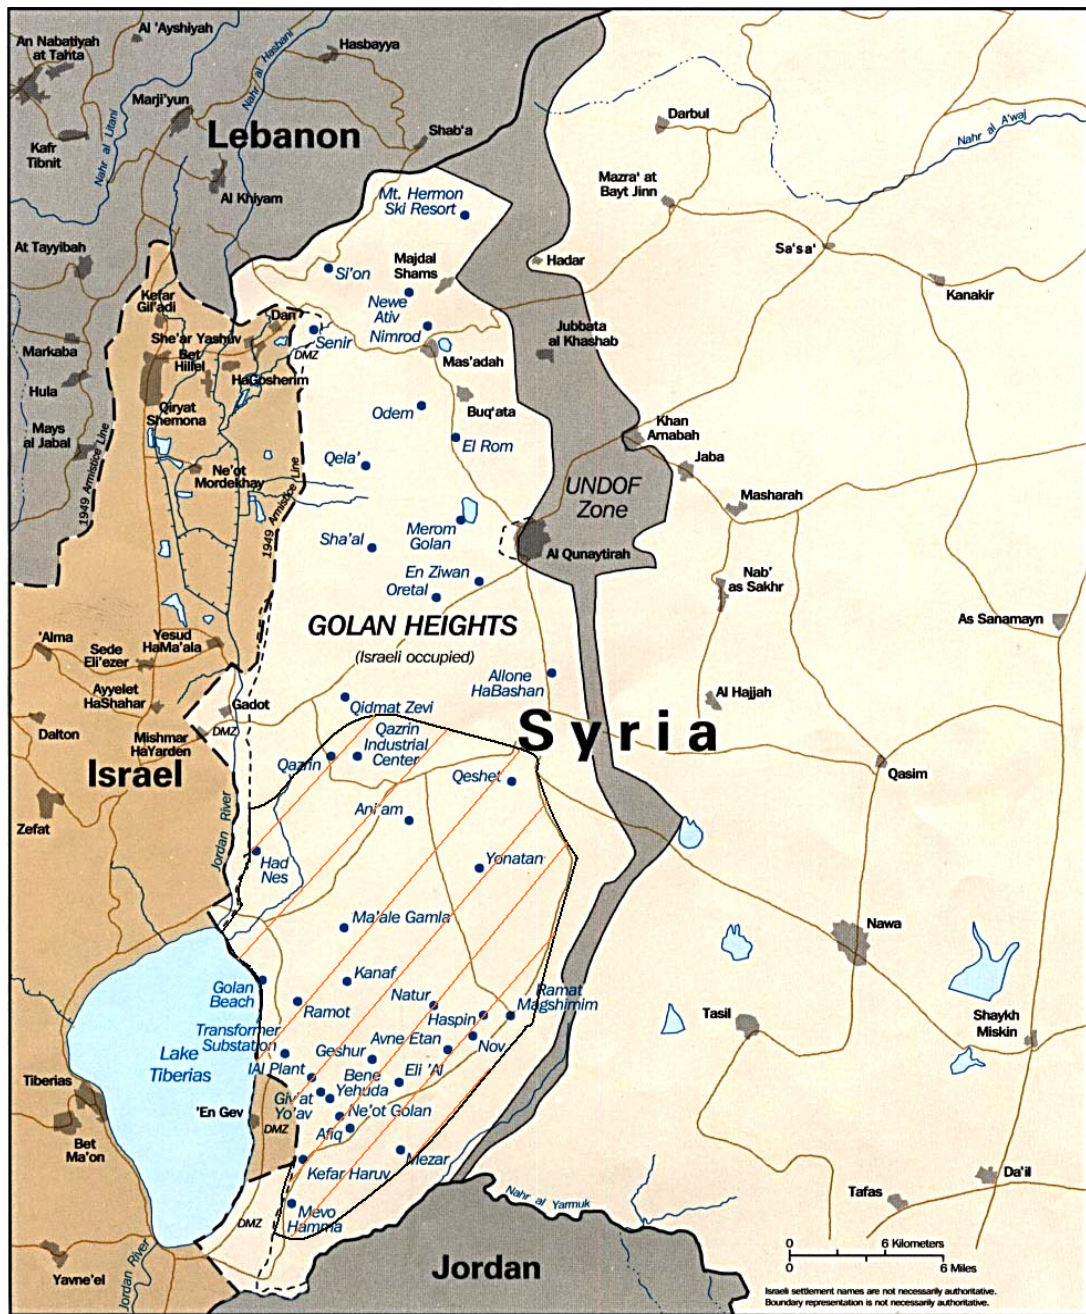 An Nabatiyah
at Tahta
Al 'Ayshiyah
Hasbayya
Nahr al Hasbani
Marji'yun
Nahr al Litani
Kafr
Tibnit
Lebanon
Shab'a
Al Khiyam
Darbul
Nahr al A'waj
Mazra' at
Bayt Jinn
Mt. Hermon
Ski Resort
At Tayyibah
Sa'sa'
Hadar
Si'on
Majdal
Shams
Kanakir
Kefar
Gil'adi
Newe
Ativ
Dan
Nimrod
Senir
Jubbata
al Khashab
She'ar Yashuv
DMZ
Markaba
Bet
Hillel
Mas'adah
HaGosherim
Hula
Qiryat
Shemona
Odem
Buq'ata
Khan
Arnabah
Mays
al Jabal
El Rom
Jaba
Qela'
1949 Armistice Line
1949 Armistice Line
Ne'ot
Mordekhay
UNDOF
Zone
Masharah
Merom
Golan
Sha'al
Al Qunaytirah
En Ziwan
Oretal
Nab'
as Sakhr
As Sanamayn
GOLAN HEIGHTS
(Israeli occupied)
'Alma
Sede
Eli'ezer
Yesud
HaMa'ala
Ayyelet
HaShahar
Allone
HaBashan
Al Hajjah
Gadot
Qidmat Zevi
Dalton
Mishmar
HaYarden
DMZ
Syria
Qazrin
Industrial
Center
Qazrin
Israel
Qeshet
Qasim
Zefat
Jordan River
Ani'am
Had
Nes
Yonatan
Ma'ale Gamla
Nawa
Golan
Beach
Kanaf
Ramot
Natur
Haspin
Ramat
Magshimim
Tasil
Shaykh
Miskin
Transformer
Substation
Lake
Tiberias
Geshur
Avne Etan
Nov
IAI Plant
Bene
Yehuda
Eli 'Al
Tiberias
Giv'at
Yo'av
'En Gev
DMZ
Ne'ot Golan
Afiq
Bet
Ma'on
Mezar
Kefar Haruv
Da'il
Tafas
Nahr al Yarmuk
Mevo
Hamma
DMZ
Jordan River
Yavne'el
Jordan
0 6 Kilometers
0 6 Miles
Israeli settlement names are not necessarily authoritative.
Boundary representation is not necessarily authoritative.